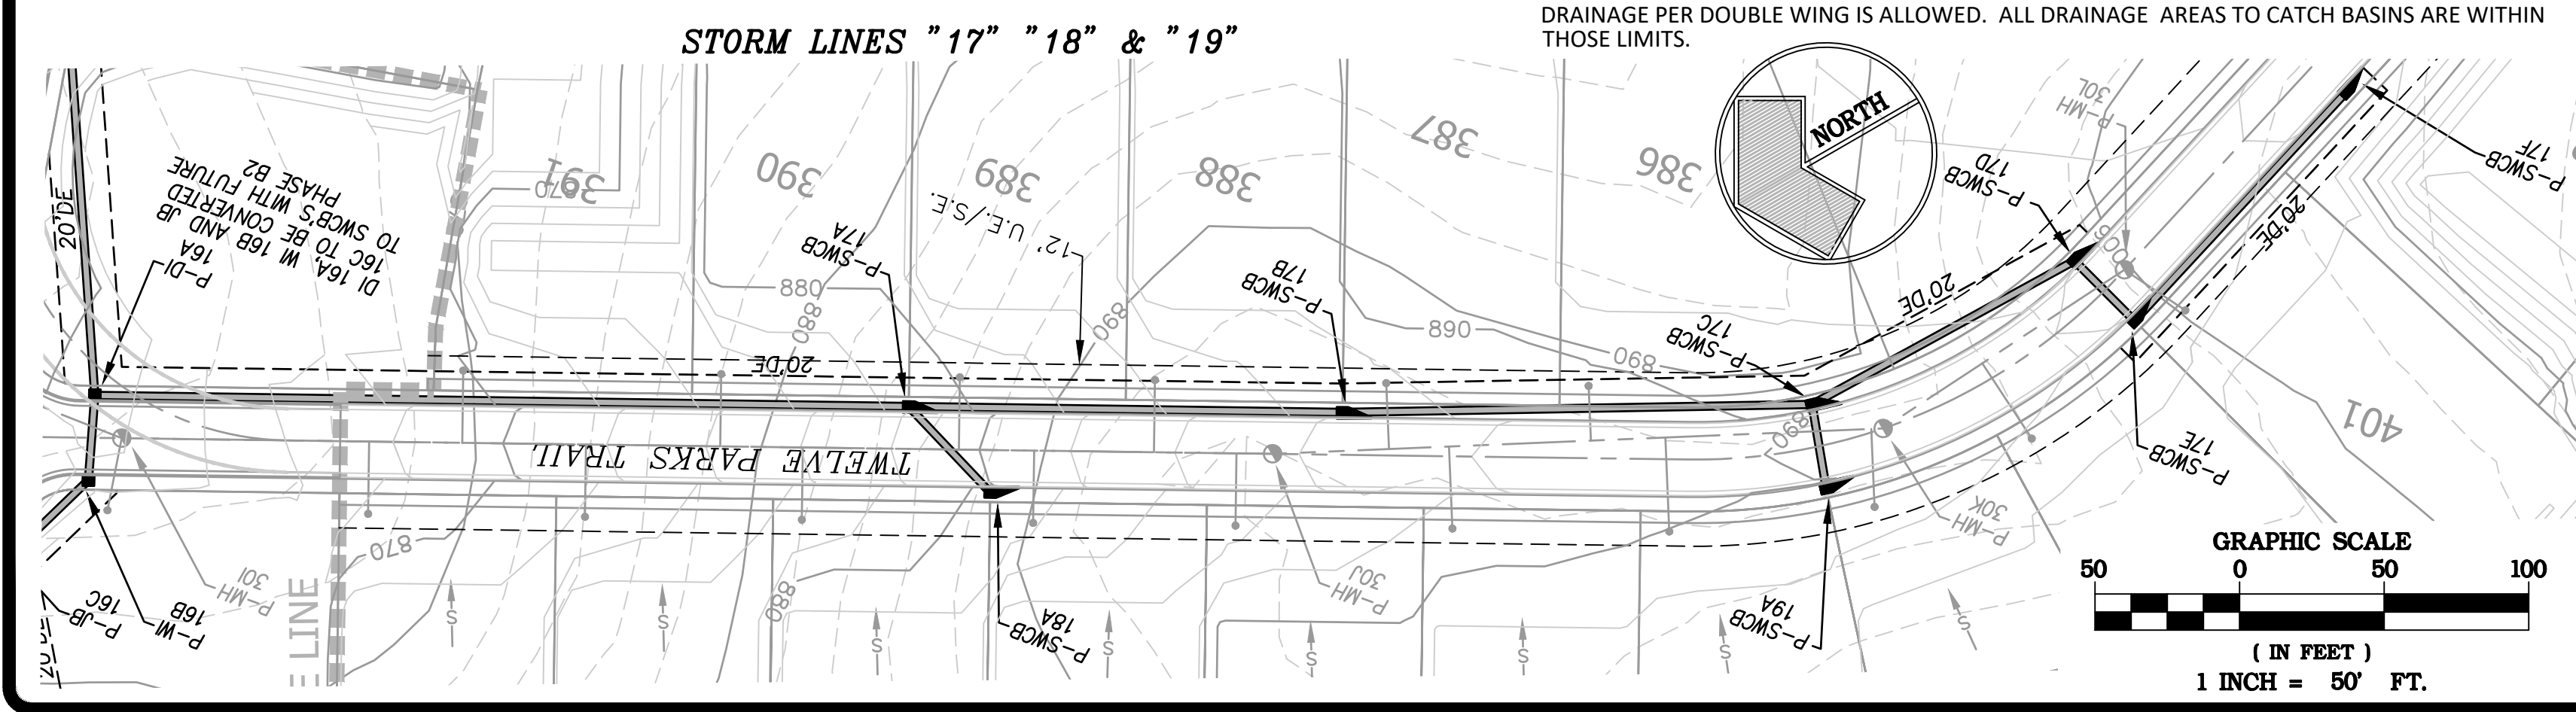 DRAINAGE PER DOUBLE WING IS ALLOWED.  ALL DRAINAGE  AREAS TO CATCH BASINS ARE WITHIN
THOSE LIMITS.
STORM LINES "17" "18" & "19"
NORTH
DI 16A, WI 16B AND JB
16C TO BE CONVERTED
TO SWCB'S WITH FUTURE
PHASE B2
20'DE
P-DI
16A
391
870
390
389
388
387
386
12' U.E./S.E.
880
880
890
890
890
890
P-SWCB
17A
P-SWCB
17B
P-SWCB
17C
P-SWCB
17D
P-MH
30L
P-SWCB
17F
20'DE
20'DE
20'DE
905
401
P-SWCB
17E
TWELVE PARKS TRAIL
870
880
P-MH
30I
P-WI
16B
P-JB
16C
E LINE
P-SWCB
18A
P-MH
30J
P-SWCB
19A
P-MH
30K
S
S
S
S
S
S
S
S
GRAPHIC SCALE
50 0 50 100
( IN FEET )
1 INCH = 50' FT.